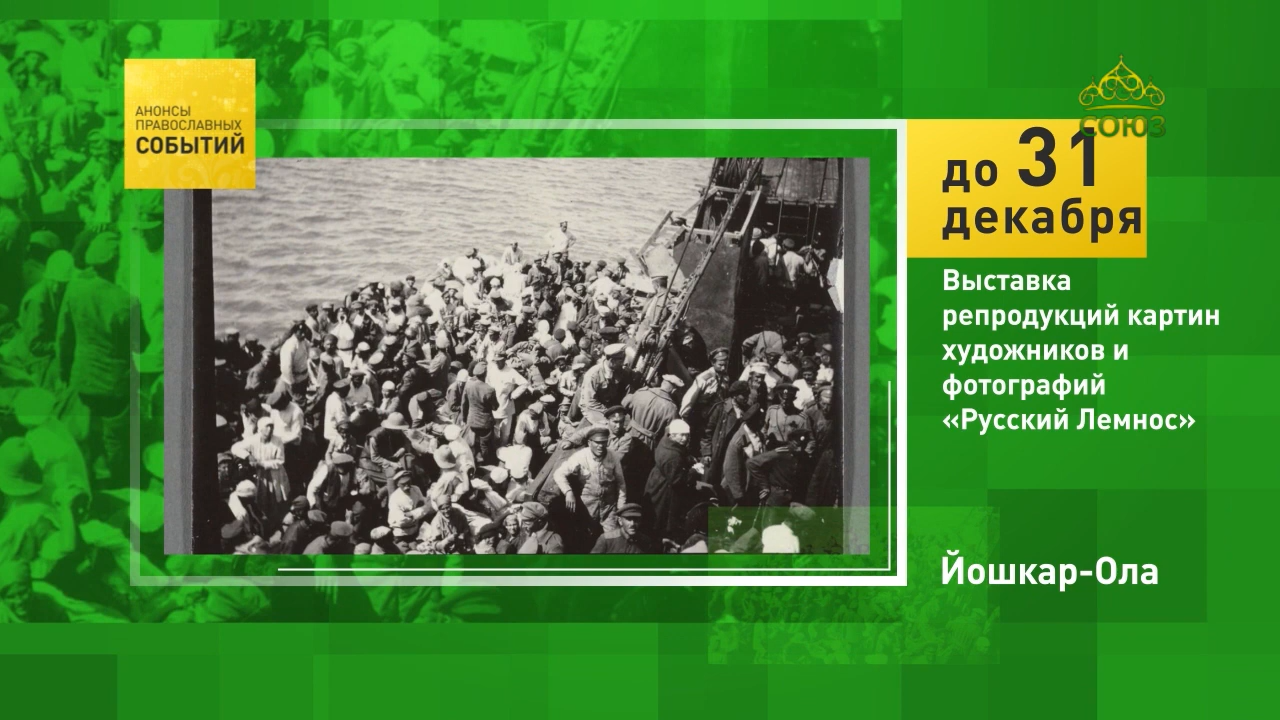 АНОНСЫ
ПРАВОСЛАВНЫХ
СОБЫТИЙ
СОЮЗ
до 31
декабря
Выставка
репродукций картин
художников и
фотографий
«Русский Лемнос»
Йошкар-Ола